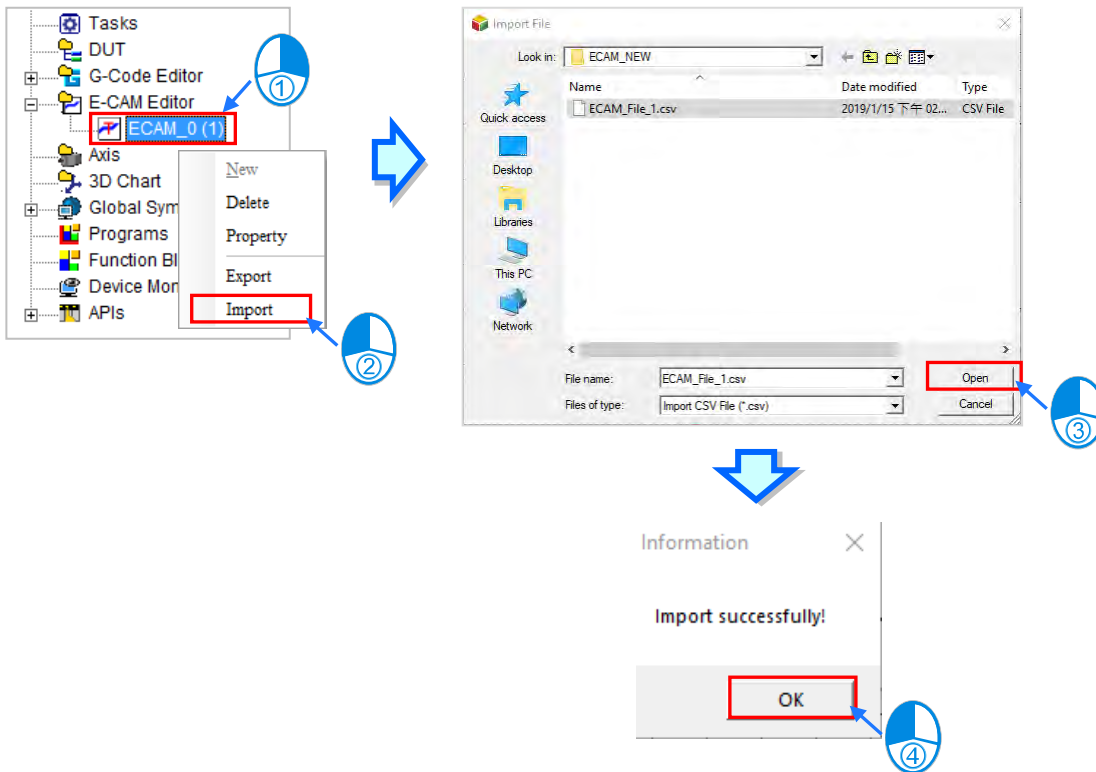 Tasks
DUT
G-Code Editor
E-CAM Editor
ECAM_0 (1)
Axis
3D Chart
Global Sym
Programs
Function Bl
Device Mon
APIs
New
Delete
Property
Export
Import
①
②
Import File
Look in:
ECAM_NEW
Name
Date modified
Type
ECAM_File_1.csv
2019/1/15 下午 02...
CSV File
Quick access
Desktop
Libraries
This PC
Network
File name:
ECAM_File_1.csv
Open
Files of type:
Import CSV File (*.csv)
Cancel
③
Information
Import successfully!
OK
④